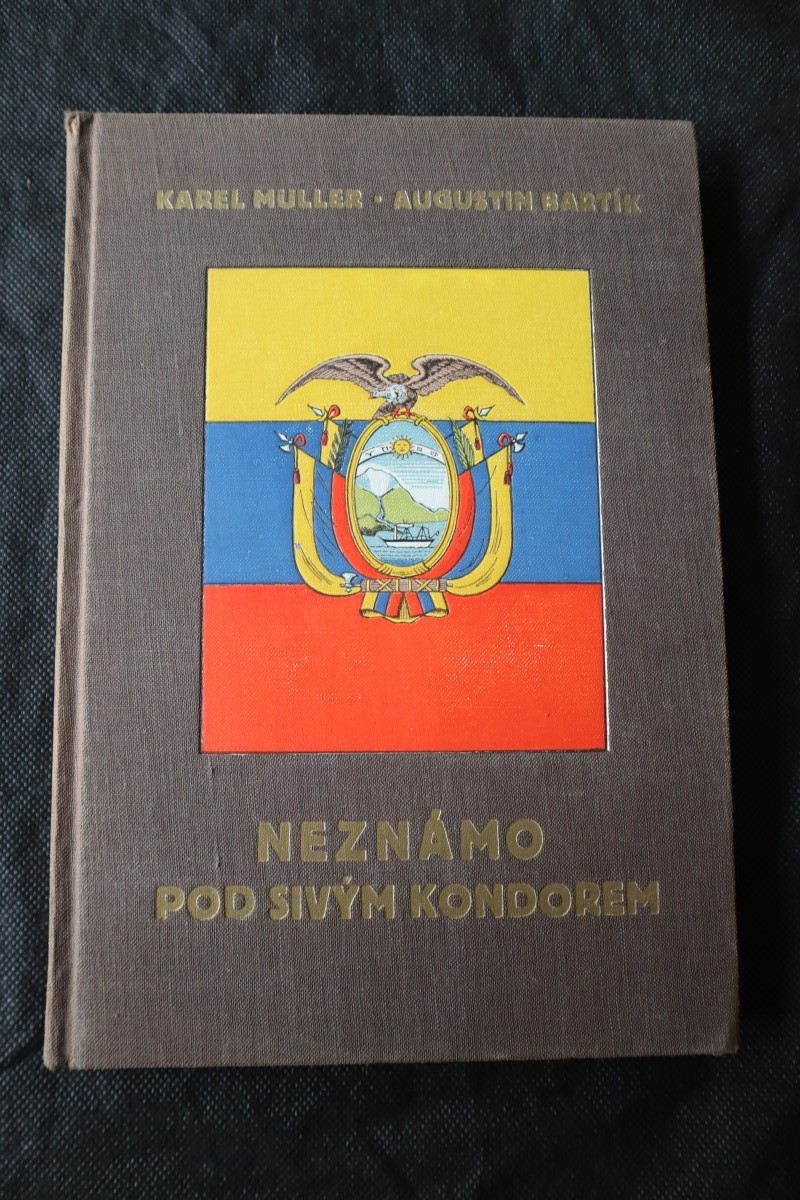 KAREL MULLER • AUGUSTIN BARTÍK
NEZNÁMO
POD SIVÝM KONDOREM